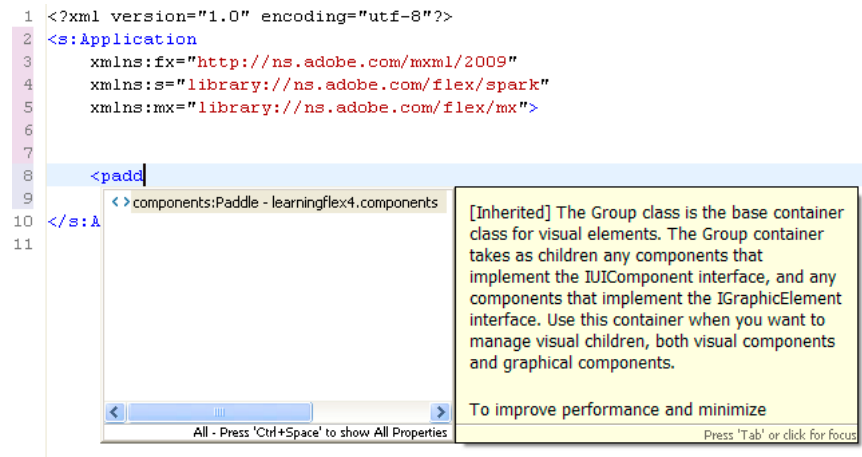 1 <?xml version="1.0" encoding="utf-8"?>
2 <s:Application
3 xmlns:fx="http://ns.adobe.com/mxml/2009"
4 xmlns:s="library://ns.adobe.com/flex/spark"
5 xmlns:mx="library://ns.adobe.com/flex/mx">
6
7
8 <padd
9
10 </s:A
11
<> components:Paddle - learningflex4.components
All - Press 'Ctrl+Space' to show All Properties
[Inherited] The Group class is the base container
class for visual elements. The Group container
takes as children any components that
implement the IUIComponent interface, and any
components that implement the IGraphicElement
interface. Use this container when you want to
manage visual children, both visual components
and graphical components.
To improve performance and minimize
Press 'Tab' or click for focus